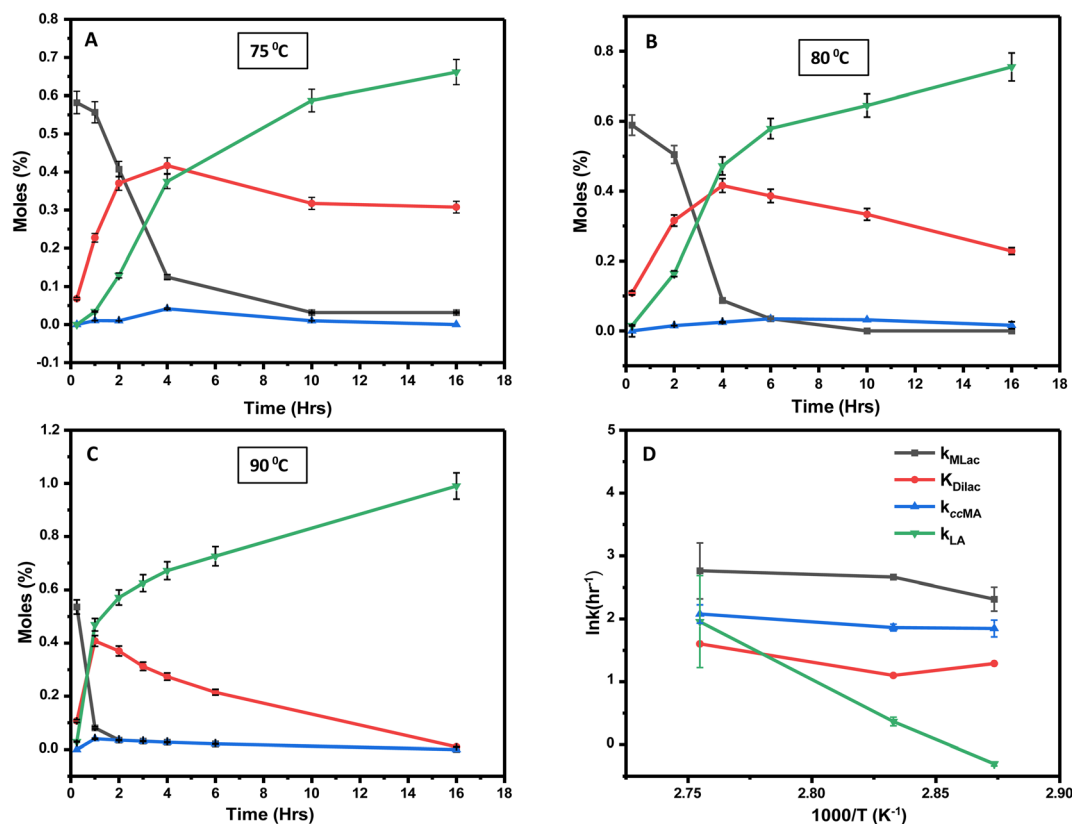 A
75 ⁰C
0.8
0.7
0.6
0.5
0.4
0.3
0.2
0.1
0.0
-0.1
Moles (%)
0 2 4 6 8 10 12 14 16 18
Time (Hrs)
B
80 ⁰C
0.8
0.6
0.4
0.2
0.0
Moles (%)
0 2 4 6 8 10 12 14 16 18
Time (Hrs)
C
90 ⁰C
1.2
1.0
0.8
0.6
0.4
0.2
0.0
Moles (%)
0 2 4 6 8 10 12 14 16 18
Time (Hrs)
D
kMLac
KDilac
kccMA
kLA
5
4
3
2
1
0
lnk(hr⁻¹)
2.75 2.80 2.85 2.90
1000/T (K⁻¹)